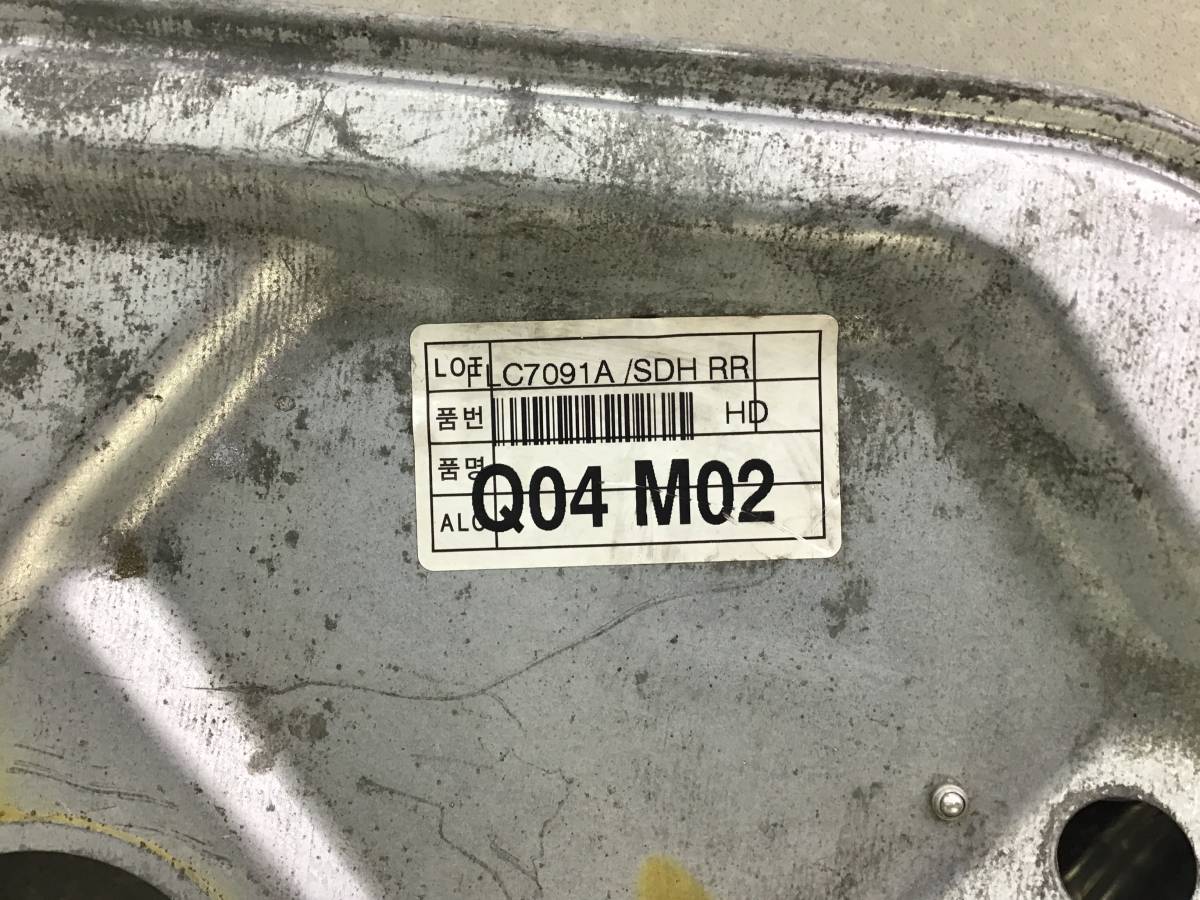 LOT FLC7091A /SDH RR
품번 HD
품명
Q04 M02
ALC